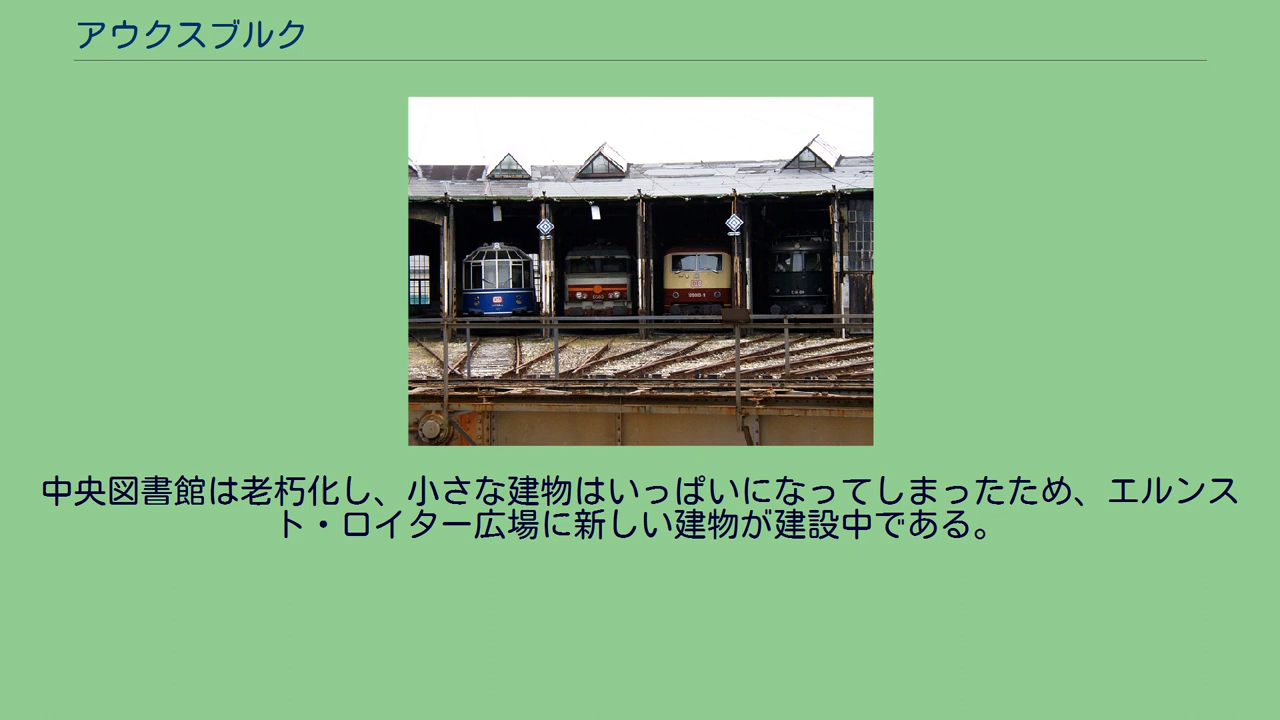 アウクスブルク
中央図書館は老朽化し、小さな建物はいっぱいになってしまったため、エルンス
ト・ロイター広場に新しい建物が建設中である。